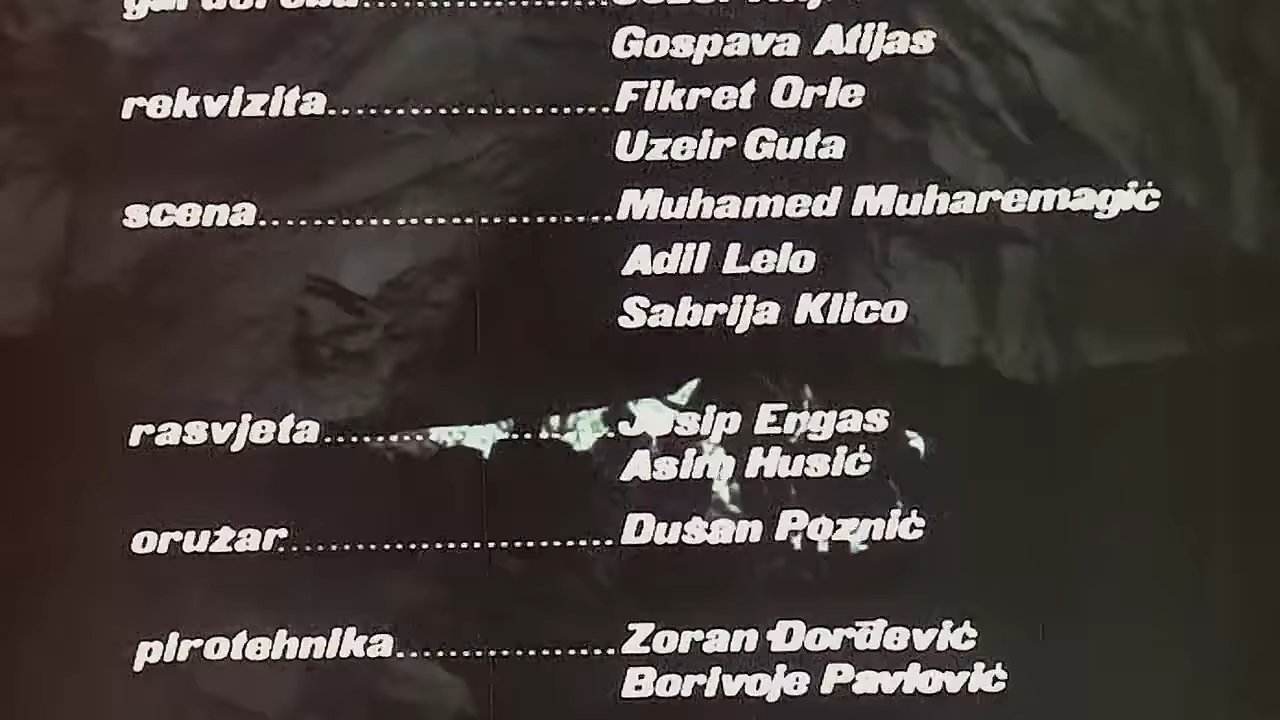 Gospava Atijas
rekvizita....................Fikret Orle
Uzeir Guta
scena.........................Muhamed Muharemagić
Adil Lelo
Sabrija Klico
rasvjeta.....................Josip Engas
Asim Husić
oružar........................Dušan Poznić
pirotehnika................Zoran Đorđević
Borivoje Pavlović